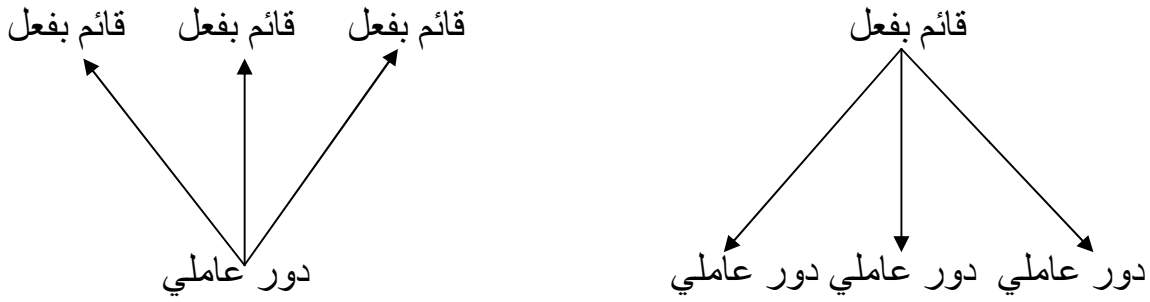 قائم بفعل
دور عاملي دور عاملي دور عاملي
قائم بفعل قائم بفعل قائم بفعل
دور عاملي